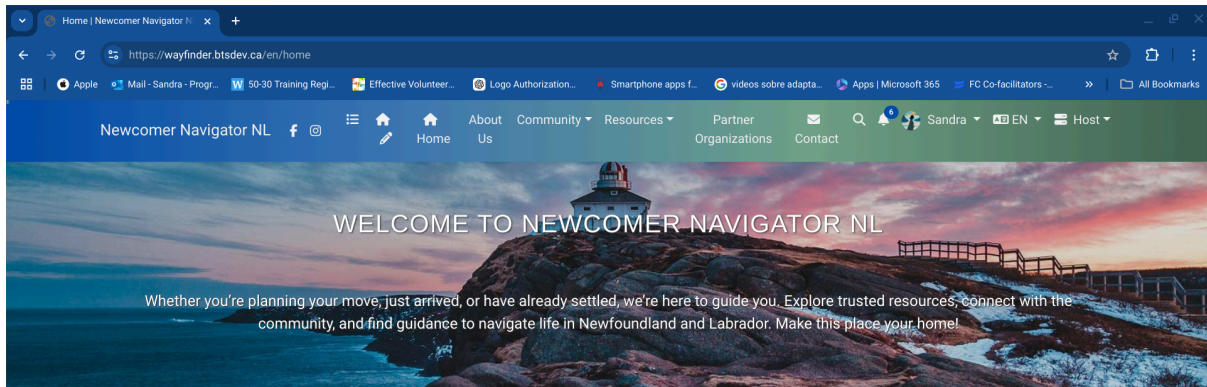 Home | Newcomer Navigator N
https://wayfinder.btsdev.ca/en/home
Apple Mail - Sandra - Progr... 50-30 Training Regi... Effective Volunteer... Logo Authorization... Smartphone apps f... videos sobre adapta... Apps | Microsoft 365 FC Co-facilitators -... » All Bookmarks
Newcomer Navigator NL Home About Us Community Resources Partner Organizations Contact 6 Sandra EN Host
WELCOME TO NEWCOMER NAVIGATOR NL
Whether you're planning your move, just arrived, or have already settled, we're here to guide you. Explore trusted resources, connect with the
community, and find guidance to navigate life in Newfoundland and Labrador. Make this place your home!